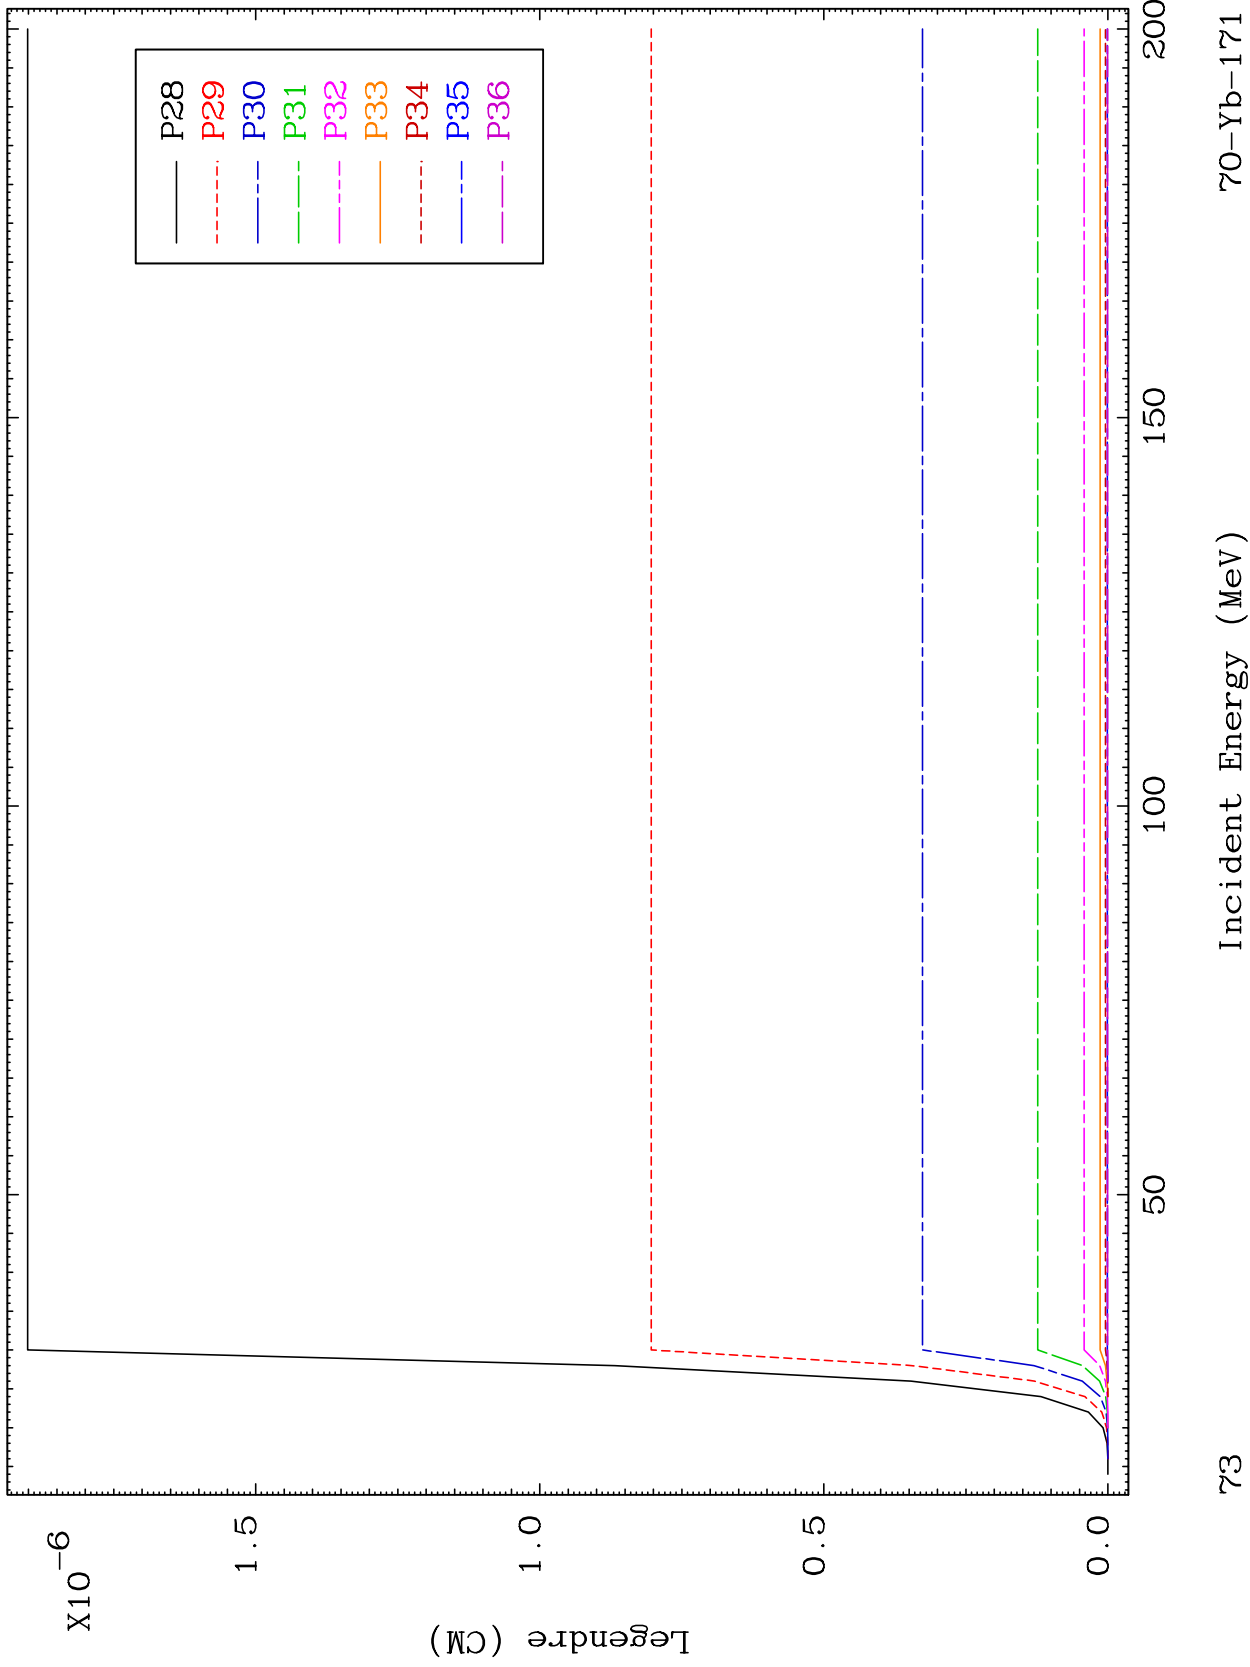 X10-6
1.5
1.0
0.5
0.0
Legendre (CM)
P28
P29
P30
P31
P32
P33
P34
P35
P36
50
100
150
200
73
Incident Energy (MeV)
70-Yb-171